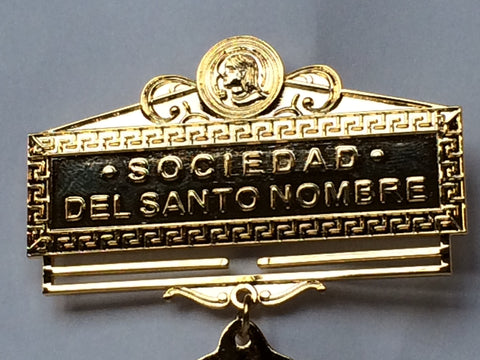 · SOCIEDAD ·
DEL SANTO NOMBRE